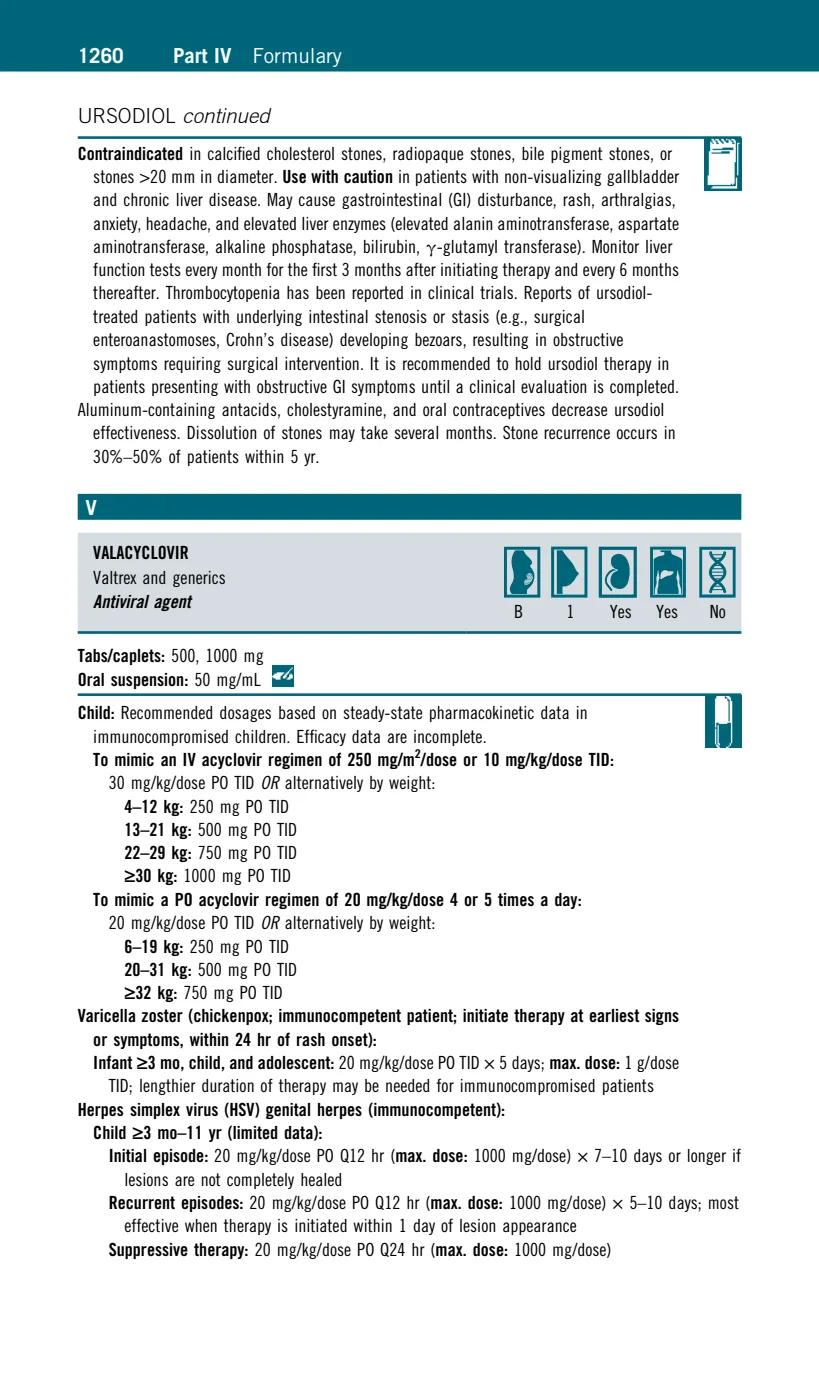 1260 Part IV Formulary
URSODIOL continued
Contraindicated in calcified cholesterol stones, radiopaque stones, bile pigment stones, or
stones >20 mm in diameter. Use with caution in patients with non-visualizing gallbladder
and chronic liver disease. May cause gastrointestinal (GI) disturbance, rash, arthralgias,
anxiety, headache, and elevated liver enzymes (elevated alanin aminotransferase, aspartate
aminotransferase, alkaline phosphatase, bilirubin, γ-glutamyl transferase). Monitor liver
function tests every month for the first 3 months after initiating therapy and every 6 months
thereafter. Thrombocytopenia has been reported in clinical trials. Reports of ursodiol-
treated patients with underlying intestinal stenosis or stasis (e.g., surgical
enteroanastomoses, Crohn's disease) developing bezoars, resulting in obstructive
symptoms requiring surgical intervention. It is recommended to hold ursodiol therapy in
patients presenting with obstructive GI symptoms until a clinical evaluation is completed.
Aluminum-containing antacids, cholestyramine, and oral contraceptives decrease ursodiol
effectiveness. Dissolution of stones may take several months. Stone recurrence occurs in
30%–50% of patients within 5 yr.
V
VALACYCLOVIR
Valtrex and generics
Antiviral agent
B 1 Yes Yes No
Tabs/caplets: 500, 1000 mg
Oral suspension: 50 mg/mL
Child: Recommended dosages based on steady-state pharmacokinetic data in
immunocompromised children. Efficacy data are incomplete.
To mimic an IV acyclovir regimen of 250 mg/m²/dose or 10 mg/kg/dose TID:
30 mg/kg/dose PO TID OR alternatively by weight:
4–12 kg: 250 mg PO TID
13–21 kg: 500 mg PO TID
22–29 kg: 750 mg PO TID
≥30 kg: 1000 mg PO TID
To mimic a PO acyclovir regimen of 20 mg/kg/dose 4 or 5 times a day:
20 mg/kg/dose PO TID OR alternatively by weight:
6–19 kg: 250 mg PO TID
20–31 kg: 500 mg PO TID
≥32 kg: 750 mg PO TID
Varicella zoster (chickenpox; immunocompetent patient; initiate therapy at earliest signs
or symptoms, within 24 hr of rash onset):
Infant ≥3 mo, child, and adolescent: 20 mg/kg/dose PO TID × 5 days; max. dose: 1 g/dose
TID; lengthier duration of therapy may be needed for immunocompromised patients
Herpes simplex virus (HSV) genital herpes (immunocompetent):
Child ≥3 mo–11 yr (limited data):
Initial episode: 20 mg/kg/dose PO Q12 hr (max. dose: 1000 mg/dose) × 7–10 days or longer if
lesions are not completely healed
Recurrent episodes: 20 mg/kg/dose PO Q12 hr (max. dose: 1000 mg/dose) × 5–10 days; most
effective when therapy is initiated within 1 day of lesion appearance
Suppressive therapy: 20 mg/kg/dose PO Q24 hr (max. dose: 1000 mg/dose)